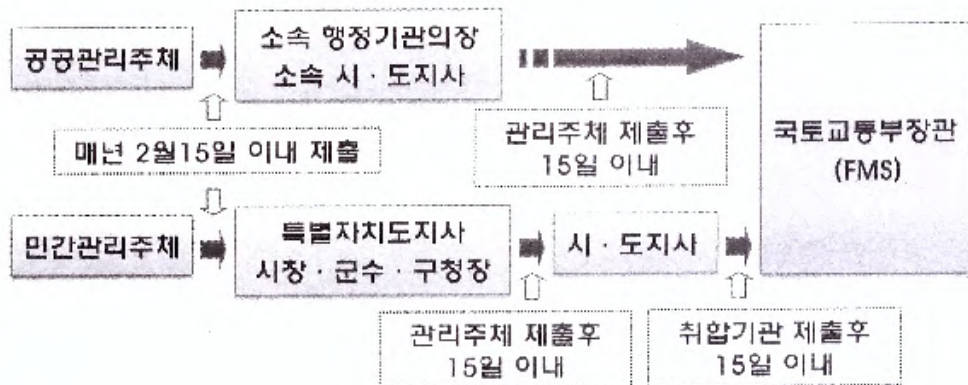 공공관리주체
소속 행정기관의장
소속 시 · 도지사
국토교통부장관
(FMS)
매년 2월15일 이내 제출
관리주체 제출후
15일 이내
민간관리주체
특별자치도지사
시장 · 군수 · 구청장
시 · 도지사
관리주체 제출후
15일 이내
취합기관 제출후
15일 이내